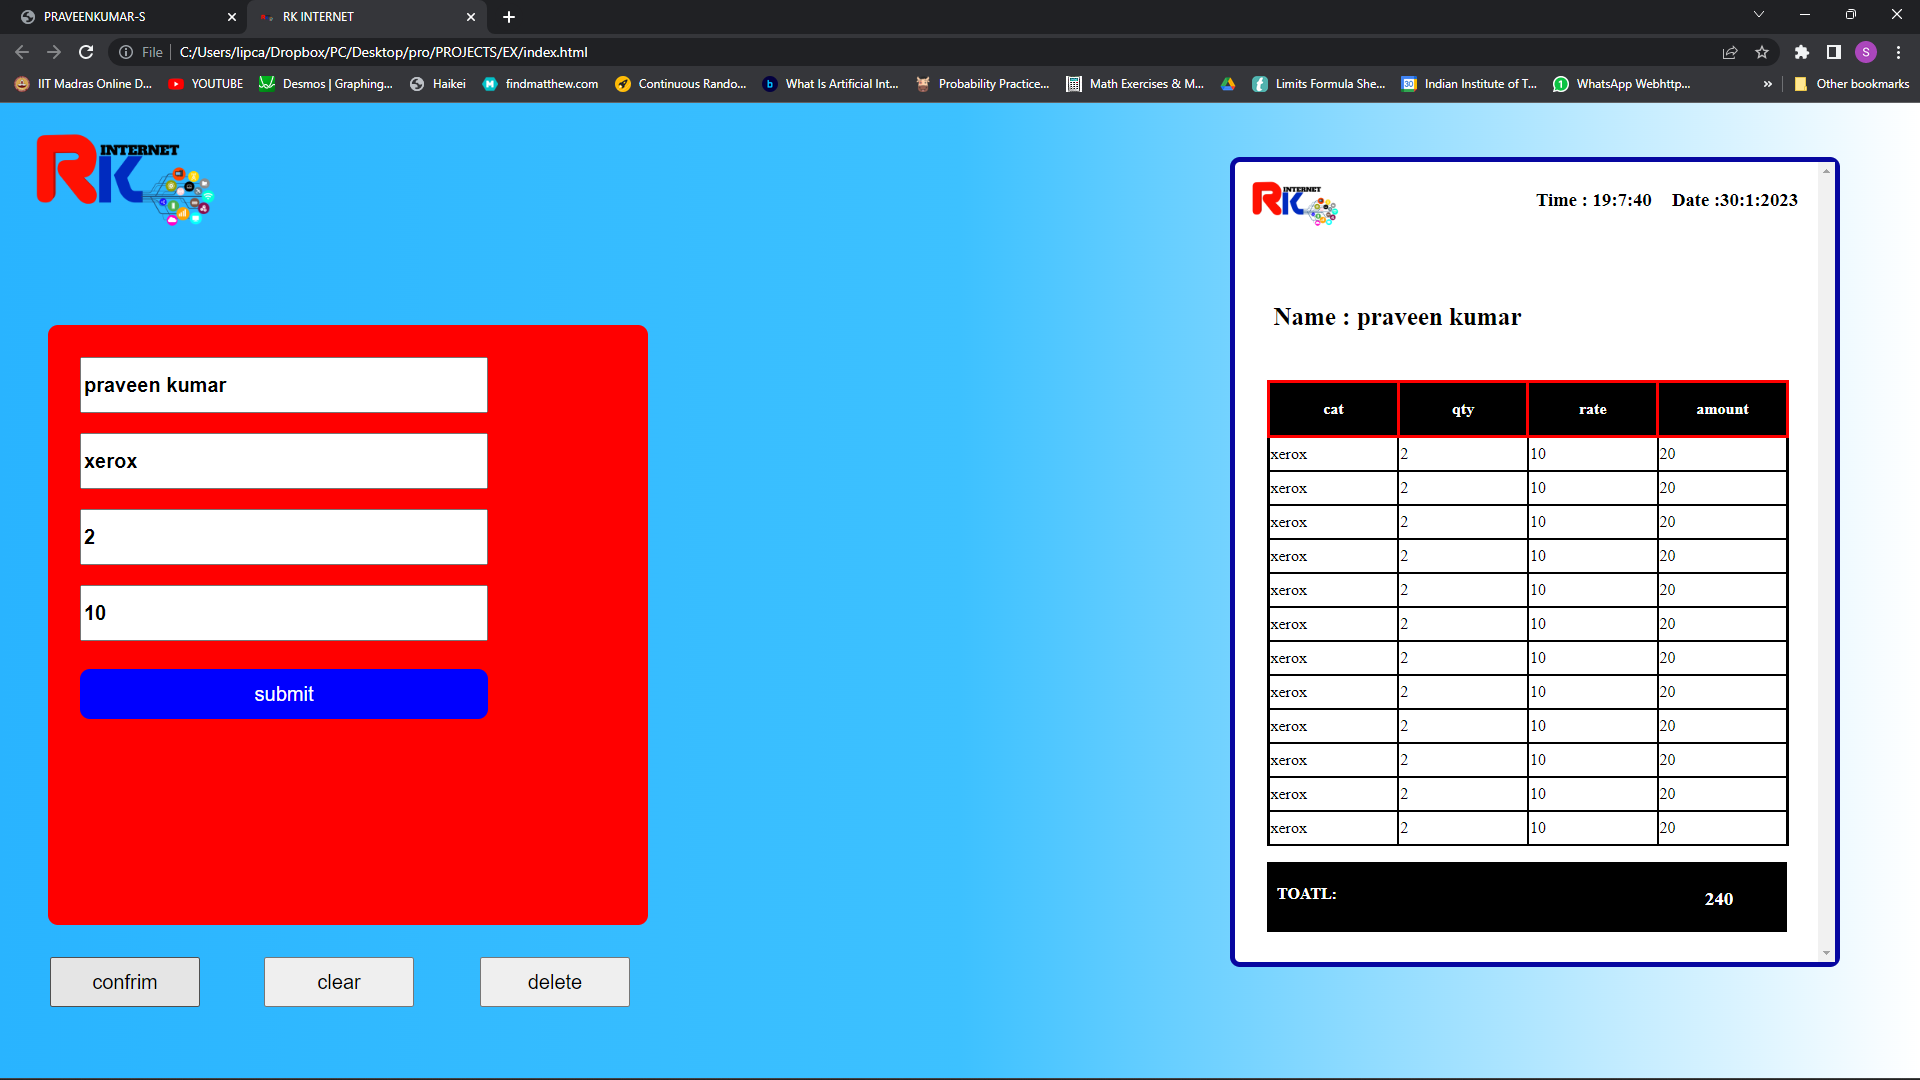 PRAVEENKUMAR-S
RK INTERNET
File C:/Users/lipca/Dropbox/PC/Desktop/pro/PROJECTS/EX/index.html
S
IIT Madras Online D...
YOUTUBE
Desmos | Graphing...
Haikei
findmatthew.com
Continuous Rando...
What Is Artificial Int...
Probability Practice...
Math Exercises & M...
Limits Formula She...
Indian Institute of T...
WhatsApp Webhttp...
»
Other bookmarks
RK INTERNET
praveen kumar
xerox
2
10
submit
confrim clear delete
RK INTERNET
Time : 19:7:40 Date :30:1:2023
Name : praveen kumar
cat qty rate amount
xerox 2 10 20
xerox 2 10 20
xerox 2 10 20
xerox 2 10 20
xerox 2 10 20
xerox 2 10 20
xerox 2 10 20
xerox 2 10 20
xerox 2 10 20
xerox 2 10 20
xerox 2 10 20
xerox 2 10 20
TOATL: 240